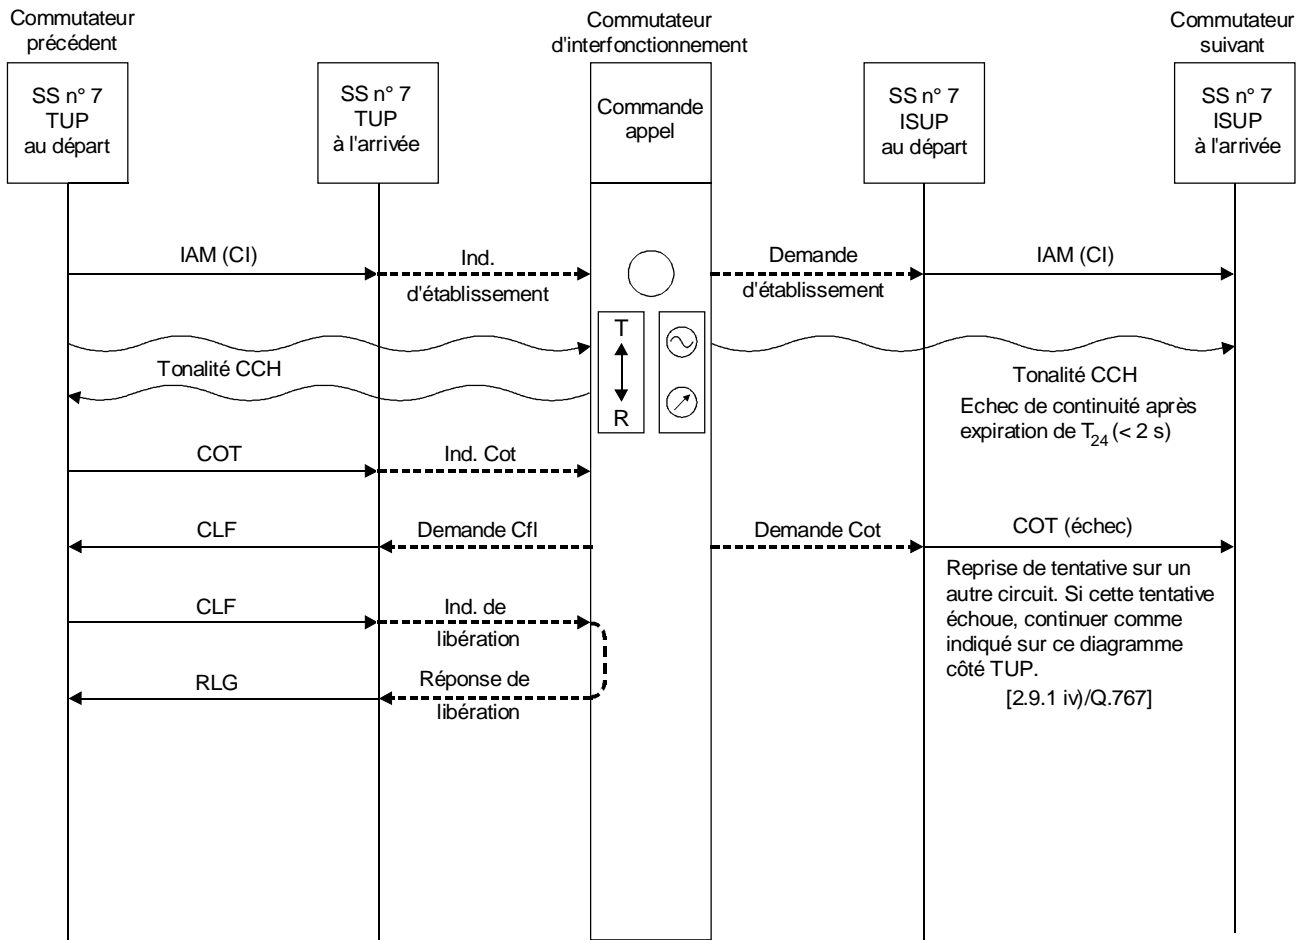 Commutateur
précédent
Commutateur
d'interfonctionnement
Commutateur
suivant
SS n° 7
TUP
au départ
SS n° 7
TUP
à l'arrivée
Commande
appel
SS n° 7
ISUP
au départ
SS n° 7
ISUP
à l'arrivée
IAM (CI)
Ind.
d'établissement
Demande
d'établissement
IAM (CI)
T
R
Tonalité CCH
Tonalité CCH
Echec de continuité après
expiration de T24 (< 2 s)
COT
Ind. Cot
CLF
Demande Cfl
Demande Cot
COT (échec)
Reprise de tentative sur un
autre circuit. Si cette tentative
échoue, continuer comme
indiqué sur ce diagramme
côté TUP.
[2.9.1 iv)/Q.767]
CLF
Ind. de
libération
RLG
Réponse de
libération